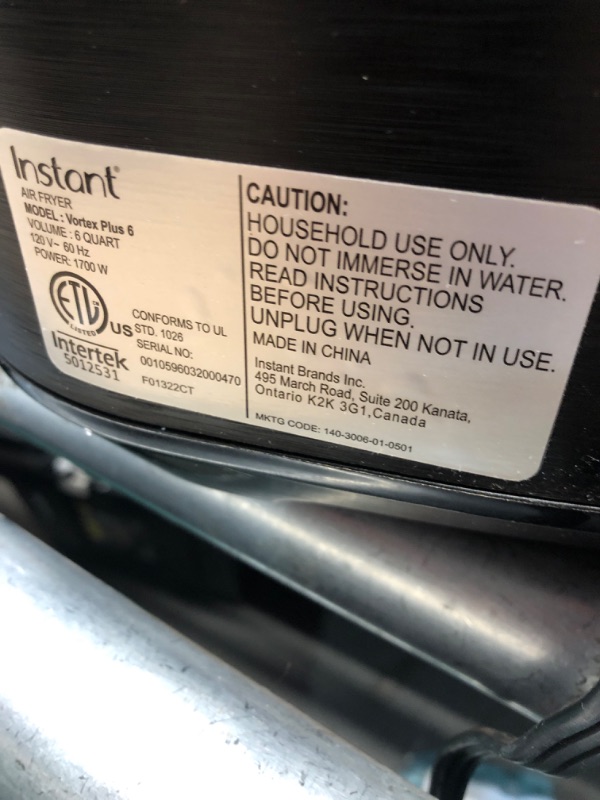 Instant
AIR FRYER
MODEL : Vortex Plus 6
VOLUME : 6 QUART
120 V~ 60 Hz
POWER: 1700 W
ETL
LISTED
US
Intertek
5012531
CONFORMS TO UL
STD. 1026
SERIAL NO:
0010596032000470
F01322CT
CAUTION:
HOUSEHOLD USE ONLY.
DO NOT IMMERSE IN WATER.
READ INSTRUCTIONS
BEFORE USING.
UNPLUG WHEN NOT IN USE.
MADE IN CHINA
Instant Brands Inc.
495 March Road, Suite 200 Kanata,
Ontario K2K 3G1,Canada
MKTG CODE: 140-3006-01-0501